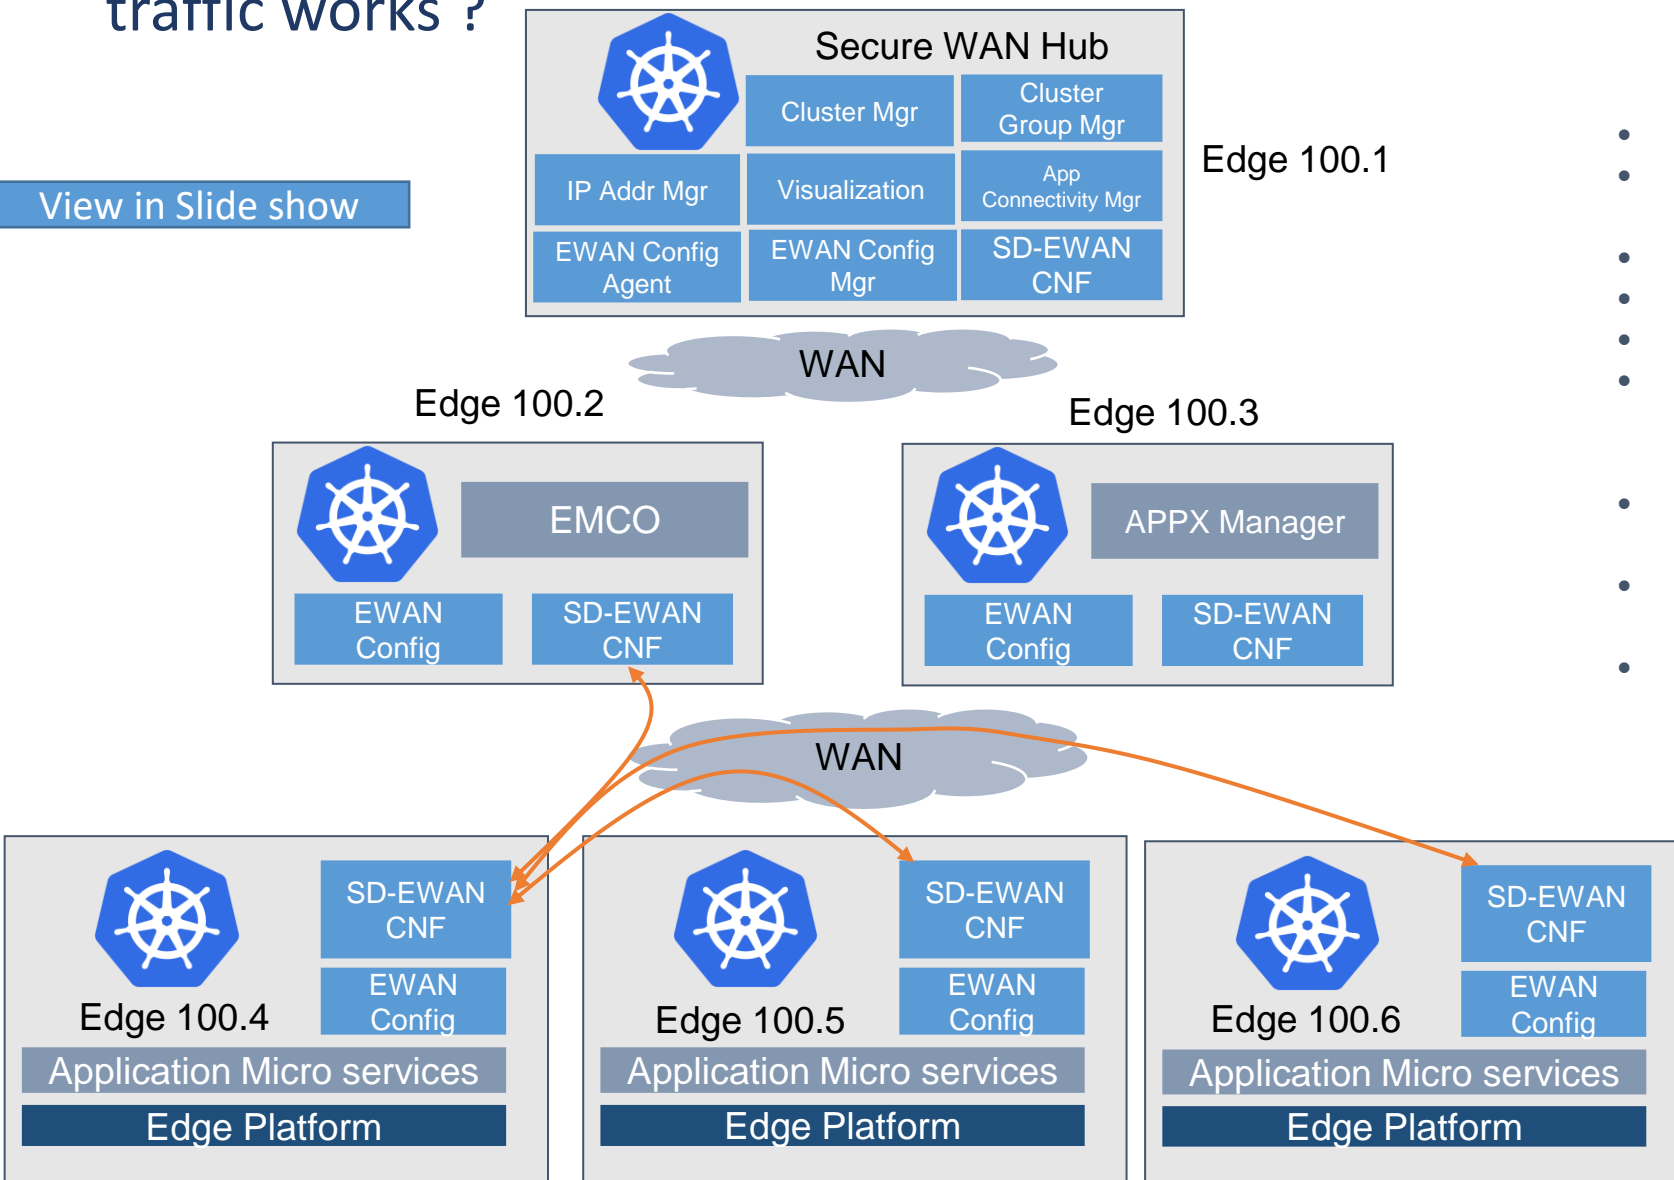 traffic works ?
Secure WAN Hub
Cluster Mgr
Cluster
Group Mgr
Edge 100.1
IP Addr Mgr
Visualization
App
Connectivity Mgr
View in Slide show
EWAN Config
Agent
EWAN Config
Mgr
SD-EWAN
CNF
WAN
Edge 100.2
Edge 100.3
EMCO
APPX Manager
EWAN
Config
SD-EWAN
CNF
EWAN
Config
SD-EWAN
CNF
WAN
SD-EWAN
CNF
SD-EWAN
CNF
SD-EWAN
CNF
EWAN
Config
EWAN
Config
EWAN
Config
Edge 100.4
Edge 100.5
Edge 100.6
Application Micro services
Application Micro services
Application Micro services
Edge Platform
Edge Platform
Edge Platform